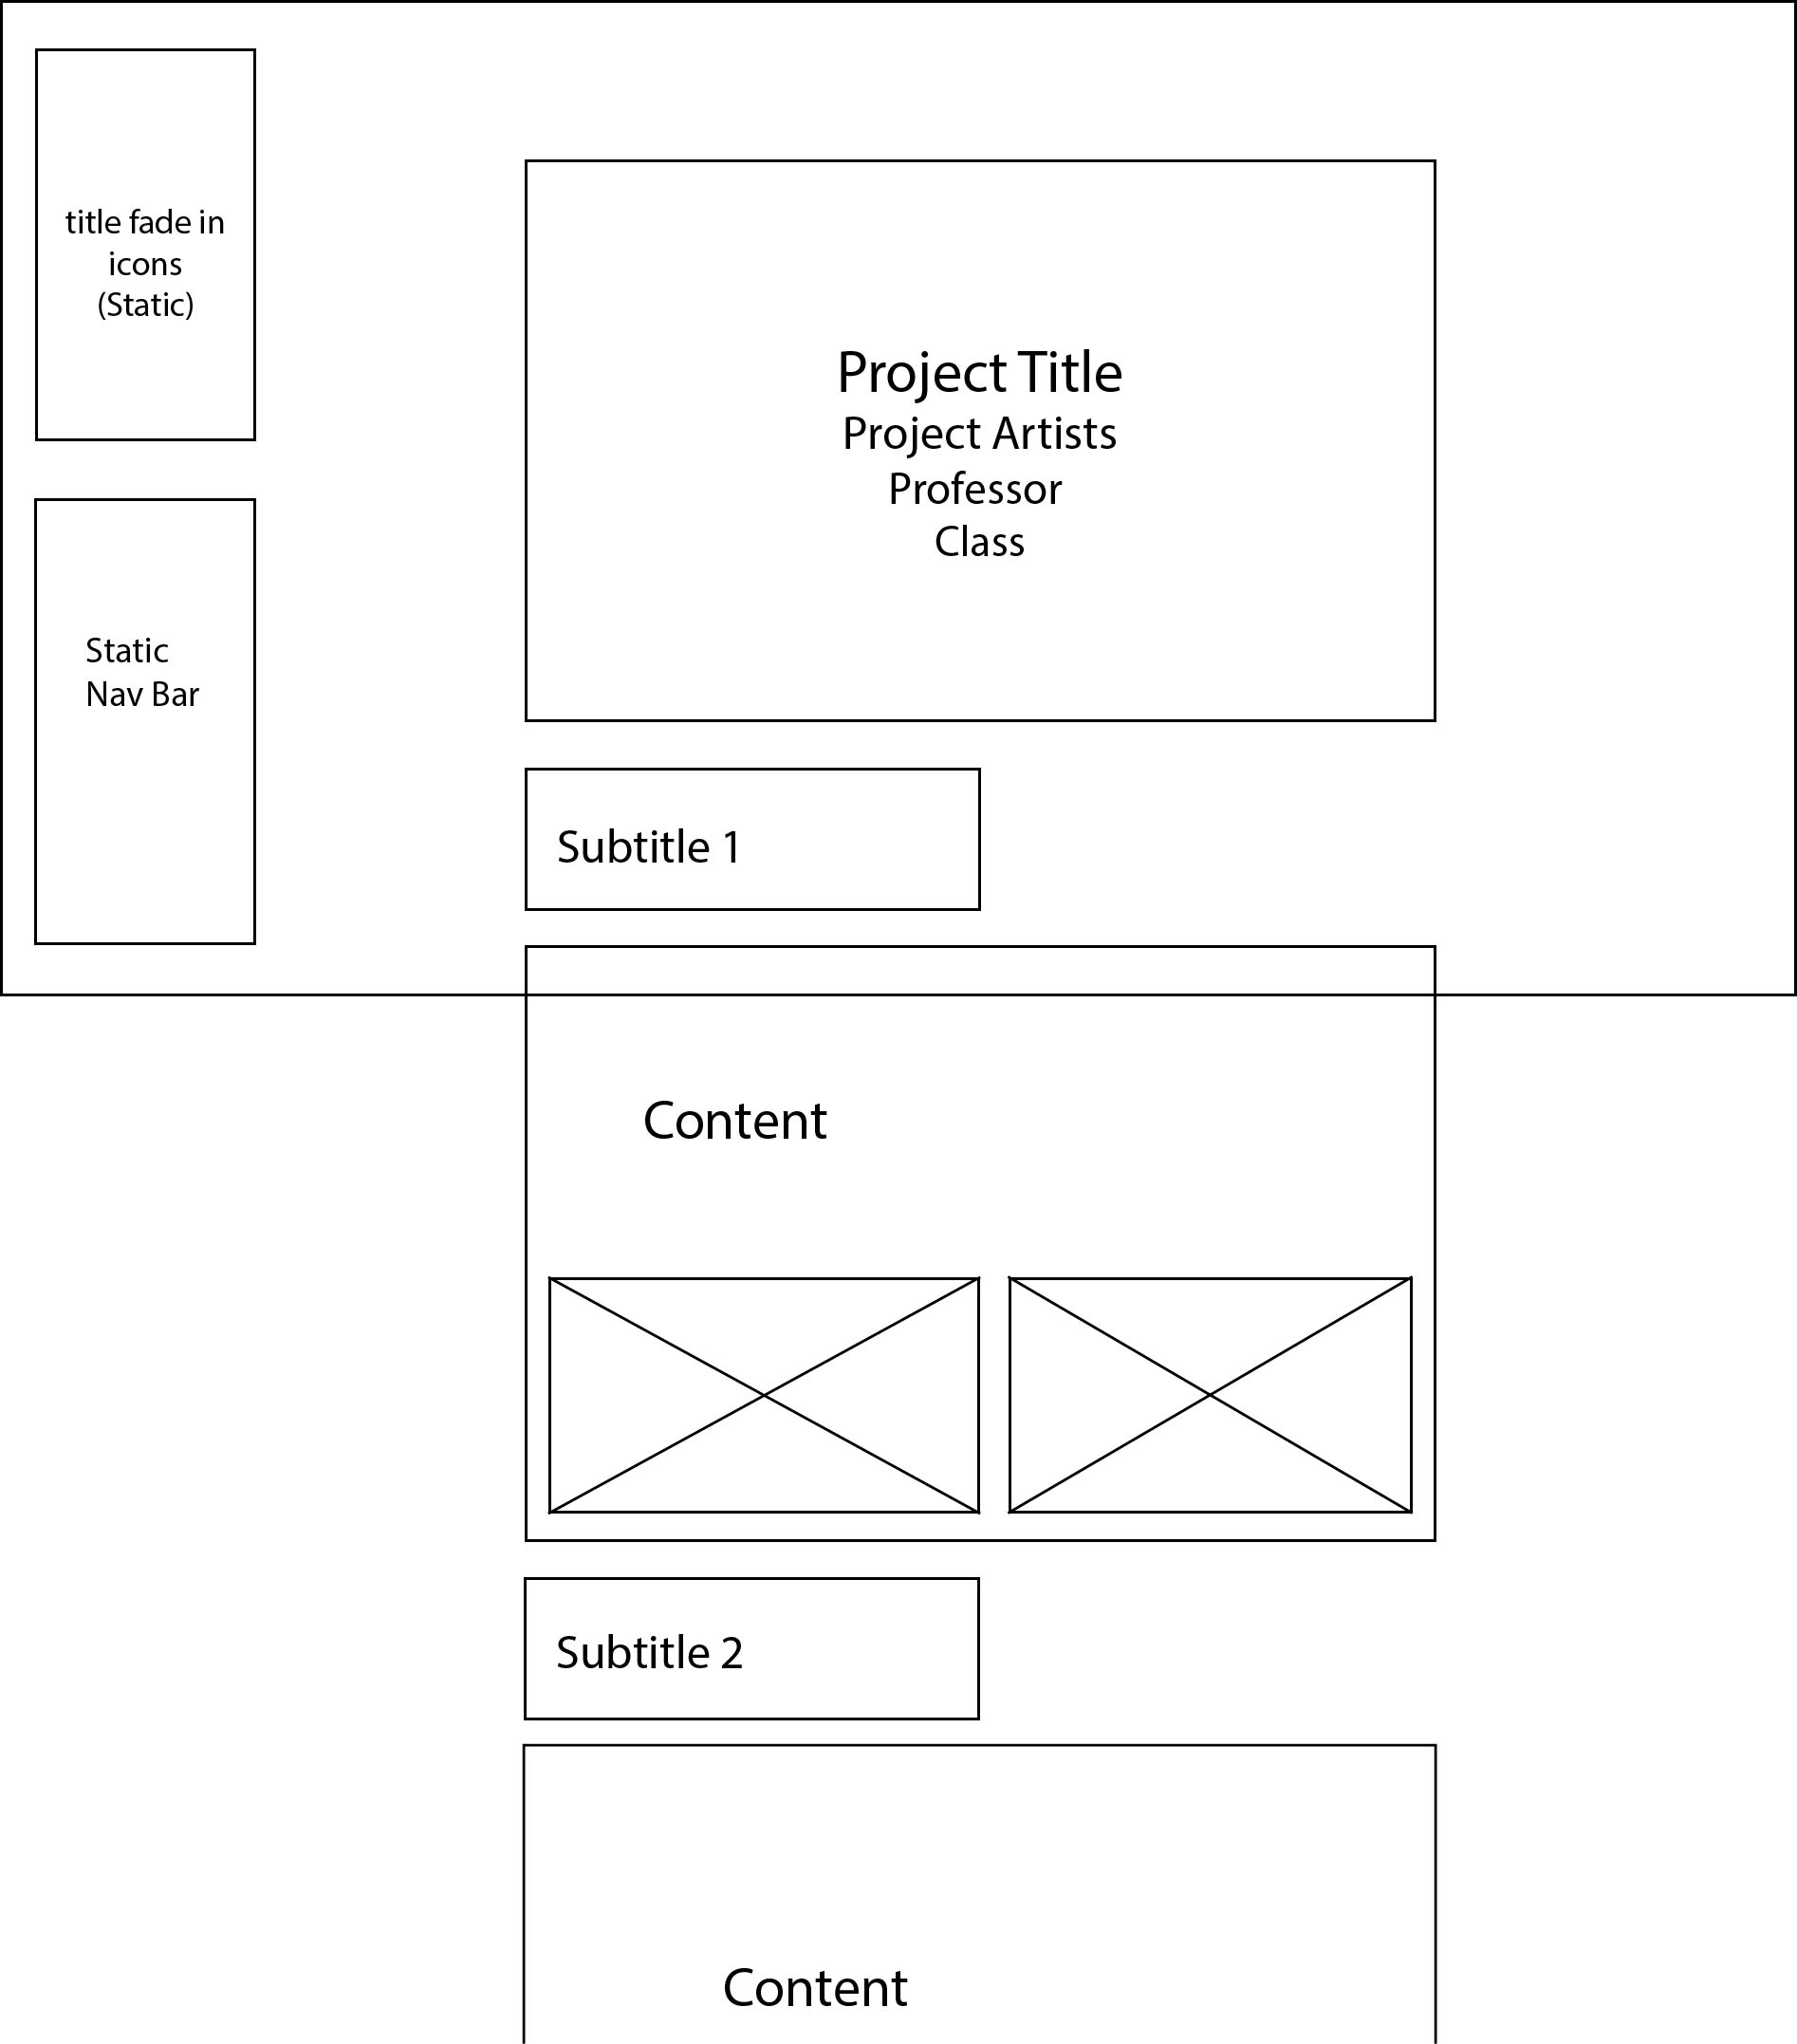 title fade in
icons
(Static)
Static
Nav Bar
Project Title
Project Artists
Professor
Class
Subtitle 1
Content
Subtitle 2
Content